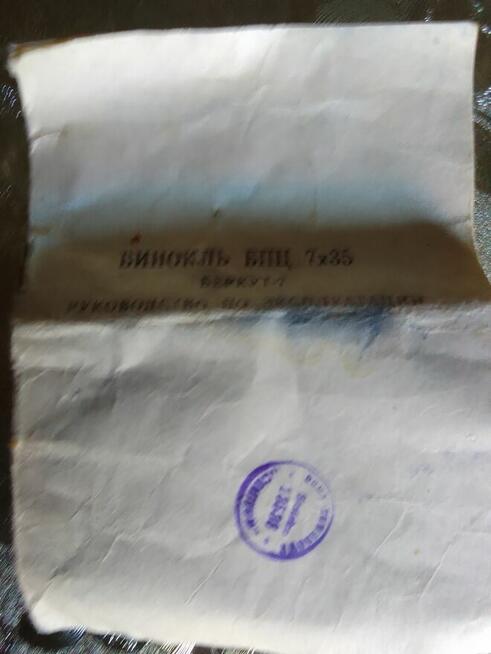 БИНОКЛЬ БПЦ 7х35
БЕРКУТ-7
РУКОВОДСТВО ПО ЭКСПЛУАТАЦИИ